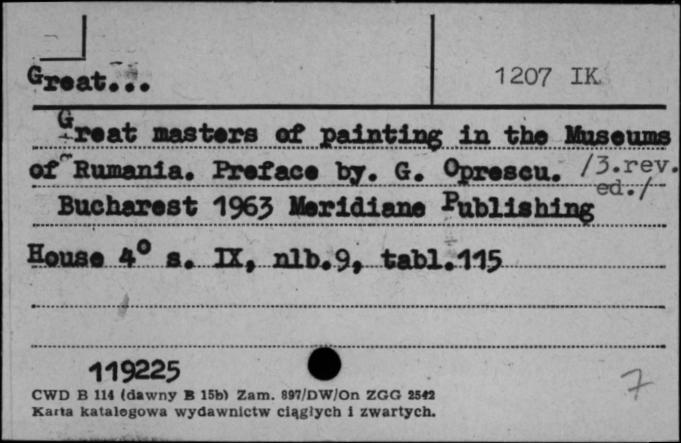 Great...
1207 IK
Great masters of painting in the Museums
of Rumania. Preface by. G. Oprescu. /3.rev.
ed./
Bucharest 1963 Meridiane Publishing
House 4° s. IX, nlb.9, tabl.115
119225
7
CWD B 114 (dawny B 15b) Zam. 897/DW/On ZGG 2542
Karta katalogowa wydawnictw ciągłych i zwartych.